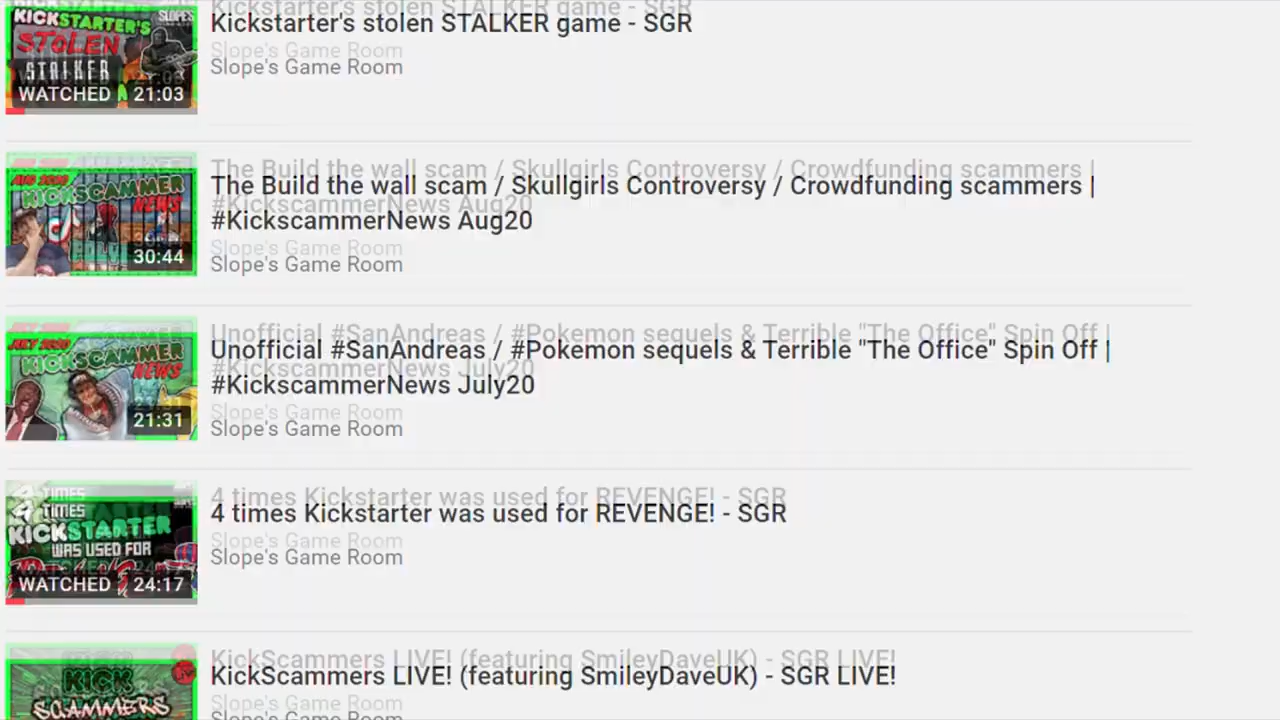 KICKSTARTER'S
SLOPES
STOLEN
STALKER
WATCHED
21:03
Kickstarter's stolen STALKER game - SGR
Slope's Game Room
AUG 2020
KICKSCAMMER
NEWS
30:44
The Build the wall scam / Skullgirls Controversy / Crowdfunding scammers |
#KickscammerNews Aug20
Slope's Game Room
JULY 2020
KICKSCAMMER
NEWS
21:31
Unofficial #SanAndreas / #Pokemon sequels & Terrible "The Office" Spin Off |
#KickscammerNews July20
Slope's Game Room
4 TIMES
KICKSTARTER
WAS USED FOR
WATCHED
24:17
4 times Kickstarter was used for REVENGE! - SGR
Slope's Game Room
KICK
SCAMMERS
KickScammers LIVE! (featuring SmileyDaveUK) - SGR LIVE!
Slope's Game Room